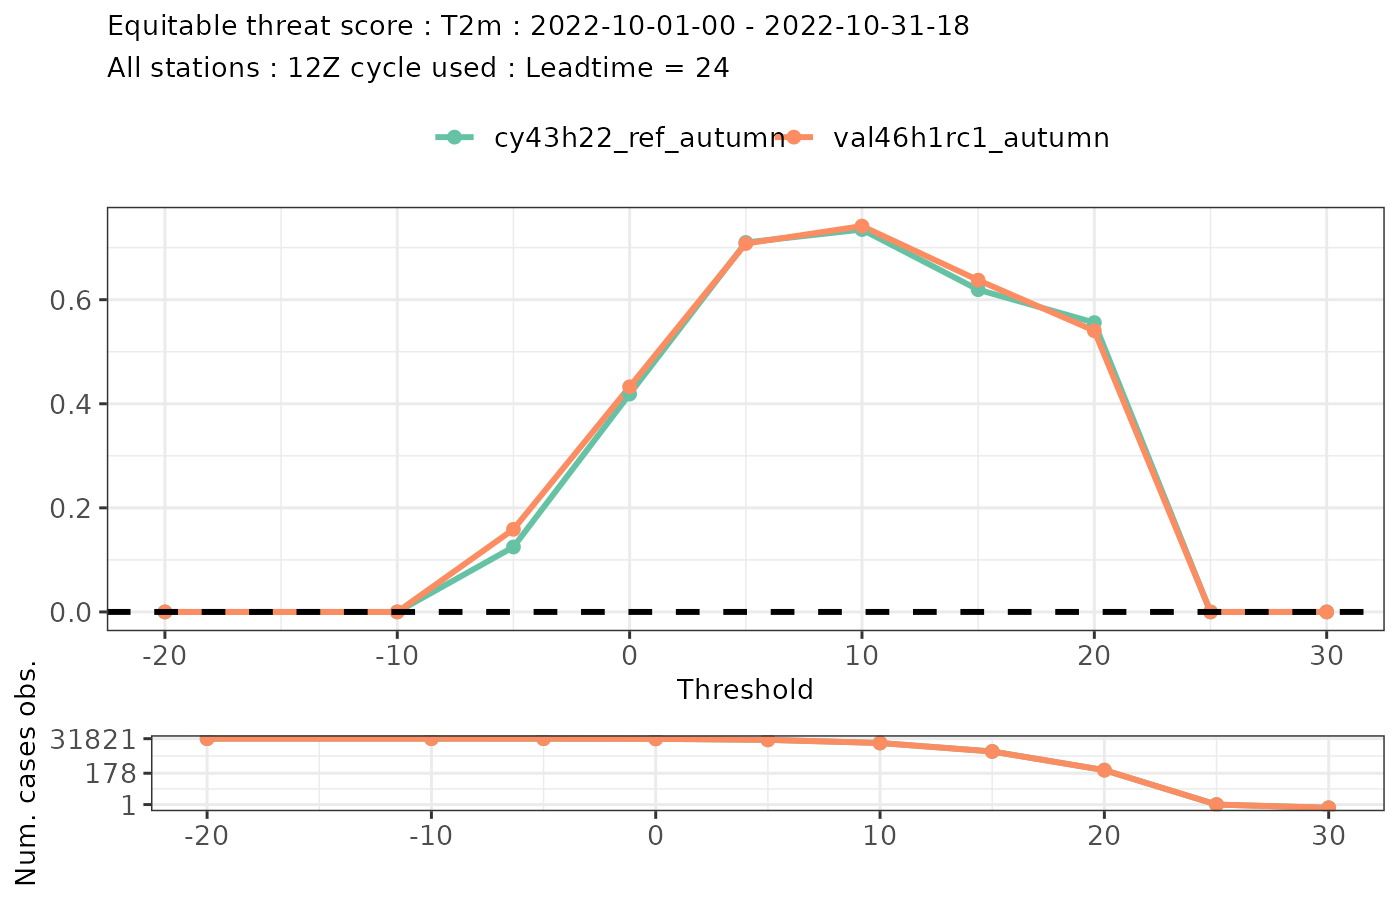 Equitable threat score : T2m : 2022-10-01-00 - 2022-10-31-18
All stations : 12Z cycle used : Leadtime = 24
cy43h22_ref_autumn val46h1rc1_autumn
0.6
0.4
0.2
0.0
-20 -10 0 10 20 30
Threshold
Num. cases obs.
31821
178
1
-20 -10 0 10 20 30